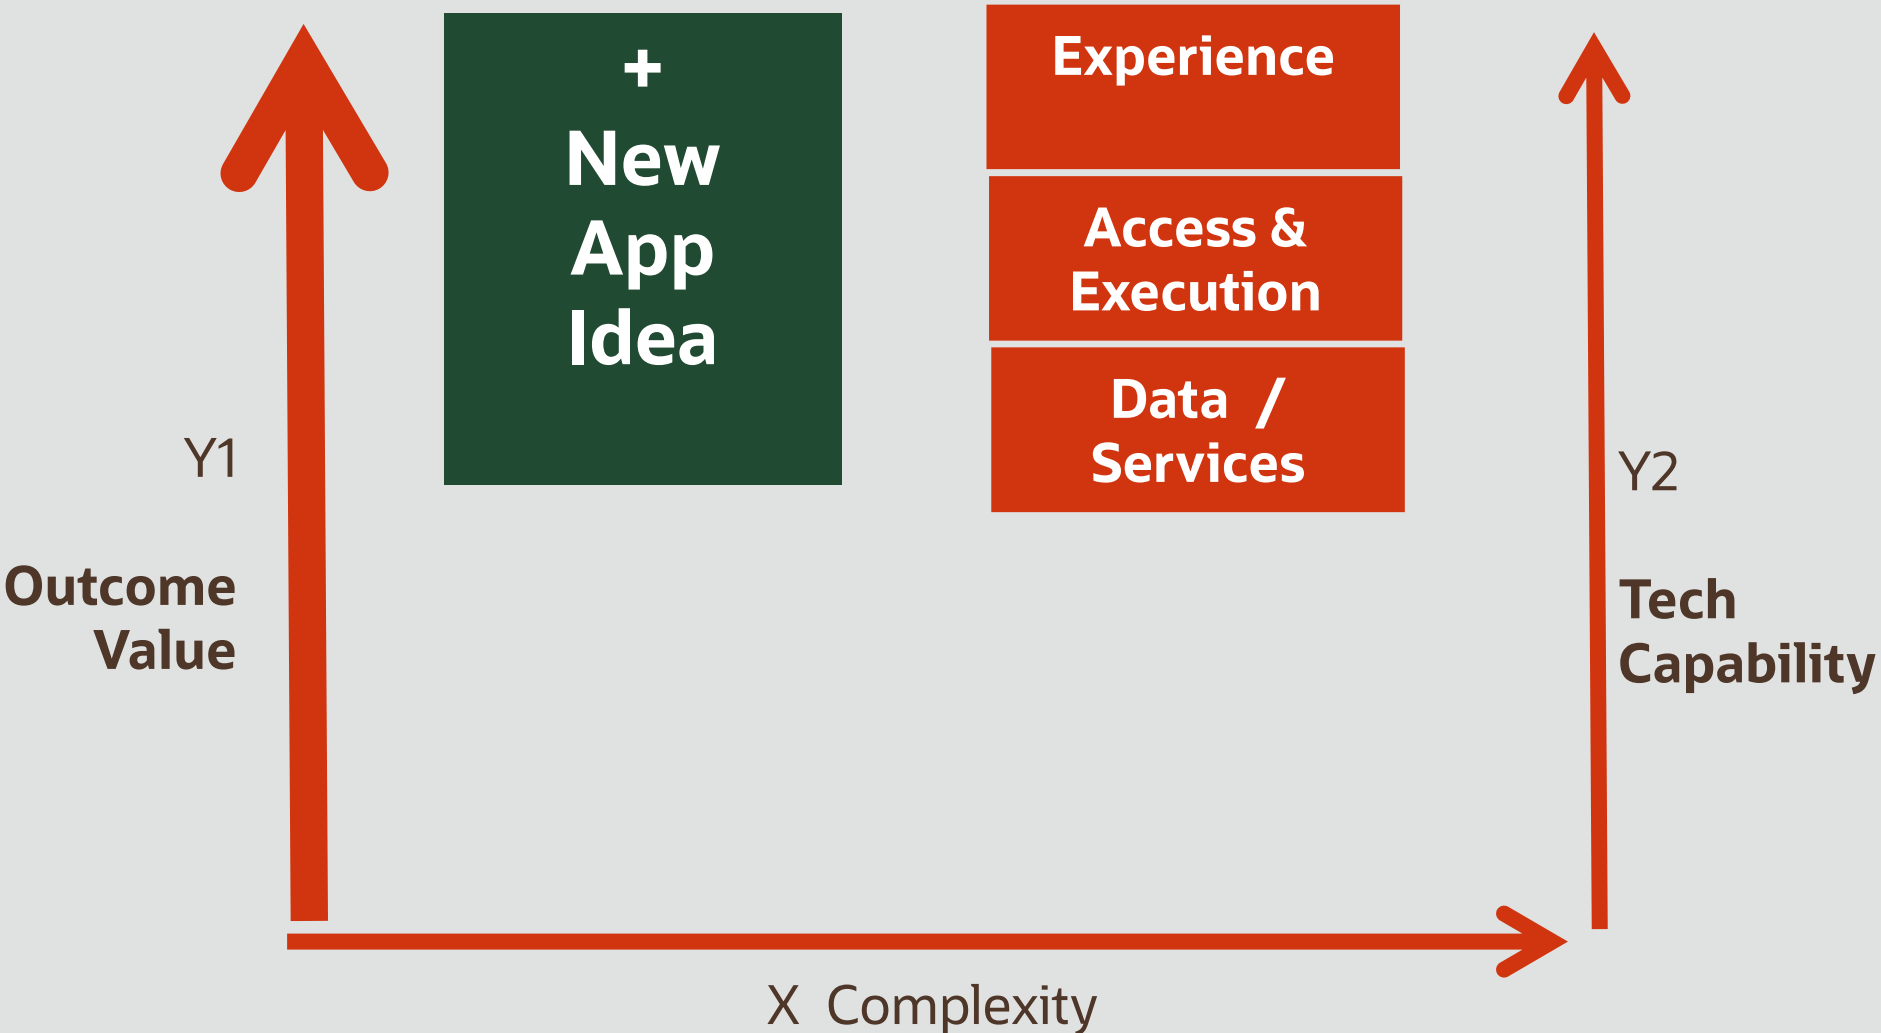 +
New
App
Idea
Experience
Access &
Execution
Data /
Services
Y1
Outcome
Value
Y2
Tech
Capability
X Complexity